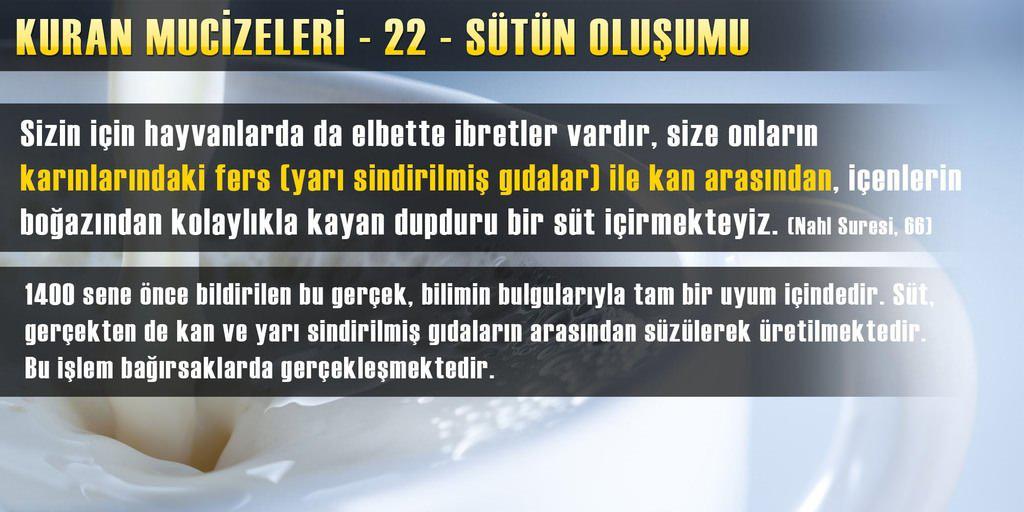 KURAN MUCİZELERİ - 22 - SÜTÜN OLUŞUMU
Sizin için hayvanlarda da elbette ibretler vardır, size onların
karınlarındaki fers (yarı sindirilmiş gıdalar) ile kan arasından, içenlerin
boğazından kolaylıkla kayan dupduru bir süt içirmekteyiz. (Nahl Suresi, 66)
1400 sene önce bildirilen bu gerçek, bilimin bulgularıyla tam bir uyum içindedir. Süt,
gerçekten de kan ve yarı sindirilmiş gıdaların arasından süzülerek üretilmektedir.
Bu işlem bağırsaklarda gerçekleşmektedir.